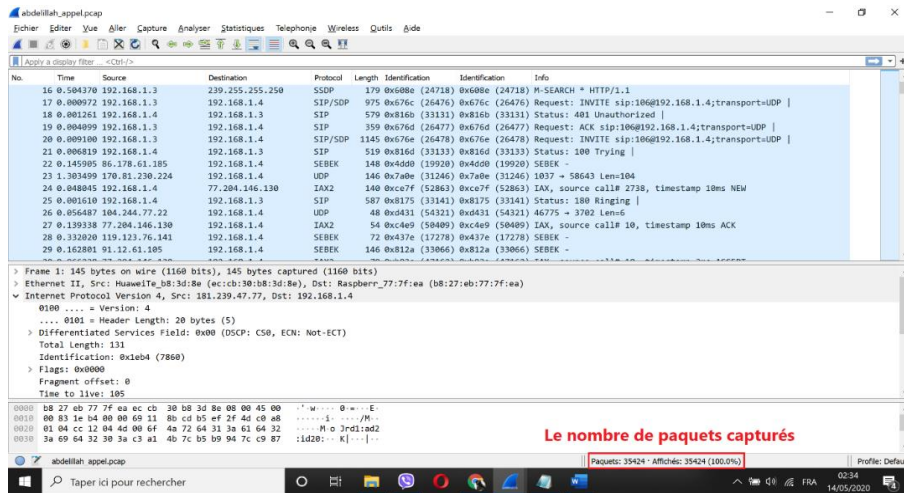 abdelillah_appel.pcap
Fichier Editer Vue Aller Capture Analyser Statistiques Telephonie Wireless Outils Aide
Apply a display filter ... <Ctrl-/>
No. Time Source Destination Protocol Length Identification Identification Info
16 0.504370 192.168.1.3 239.255.255.250 SSDP 179 0x608e (24718) 0x608e (24718) M-SEARCH * HTTP/1.1
17 0.000972 192.168.1.3 192.168.1.4 SIP/SDP 975 0x676c (26476) 0x676c (26476) Request: INVITE sip:106@192.168.1.4;transport=UDP |
18 0.001261 192.168.1.4 192.168.1.3 SIP 579 0x816b (33131) 0x816b (33131) Status: 401 Unauthorized |
19 0.004099 192.168.1.3 192.168.1.4 SIP 359 0x676d (26477) 0x676d (26477) Request: ACK sip:106@192.168.1.4;transport=UDP |
20 0.009100 192.168.1.3 192.168.1.4 SIP/SDP 1145 0x676e (26478) 0x676e (26478) Request: INVITE sip:106@192.168.1.4;transport=UDP |
21 0.006819 192.168.1.4 192.168.1.3 SIP 519 0x816d (33133) 0x816d (33133) Status: 100 Trying |
22 0.145905 86.178.61.185 192.168.1.4 SEBEK 148 0x4dd0 (19920) 0x4dd0 (19920) SEBEK -
23 1.303499 170.81.230.224 192.168.1.4 UDP 146 0x7a0e (31246) 0x7a0e (31246) 1037 → 58643 Len=104
24 0.048045 192.168.1.4 77.204.146.130 IAX2 140 0xce7f (52863) 0xce7f (52863) IAX, source call# 2738, timestamp 10ms NEW
25 0.001610 192.168.1.4 192.168.1.3 SIP 587 0x8175 (33141) 0x8175 (33141) Status: 180 Ringing |
26 0.056487 104.244.77.22 192.168.1.4 UDP 48 0xd431 (54321) 0xd431 (54321) 46775 → 3702 Len=6
27 0.139338 77.204.146.130 192.168.1.4 IAX2 54 0xc4e9 (50409) 0xc4e9 (50409) IAX, source call# 10, timestamp 10ms ACK
28 0.332020 119.123.76.141 192.168.1.4 SEBEK 72 0x437e (17278) 0x437e (17278) SEBEK -
29 0.162801 91.12.61.105 192.168.1.4 SEBEK 146 0x812a (33066) 0x812a (33066) SEBEK -
Frame 1: 145 bytes on wire (1160 bits), 145 bytes captured (1160 bits)
Ethernet II, Src: HuaweiTe_b8:3d:8e (ec:cb:30:b8:3d:8e), Dst: Raspberr_77:7f:ea (b8:27:eb:77:7f:ea)
Internet Protocol Version 4, Src: 181.239.47.77, Dst: 192.168.1.4
0100 .... = Version: 4
.... 0101 = Header Length: 20 bytes (5)
Differentiated Services Field: 0x00 (DSCP: CS0, ECN: Not-ECT)
Total Length: 131
Identification: 0x1eb4 (7860)
Flags: 0x0000
Fragment offset: 0
Time to live: 105
0000 b8 27 eb 77 7f ea ec cb 30 b8 3d 8e 08 00 45 00 ·'·w···· 0·=···E·
0010 00 83 1e b4 00 00 69 11 8b cd b5 ef 2f 4d c0 a8 ······i· ····/M··
0020 01 04 cc 12 04 4d 00 6f 4a 72 64 31 3a 61 64 32 ·····M·o Jrd1:ad2
0030 3a 69 64 32 30 3a c3 a1 4b 7c b5 b9 94 7c c9 87 :id20:·· K|···|··
Le nombre de paquets capturés
abdelillah_appel.pcap Paquets: 35424 · Affichés: 35424 (100.0%) Profile: Defau
Taper ici pour rechercher FRA 02:34
14/05/2020